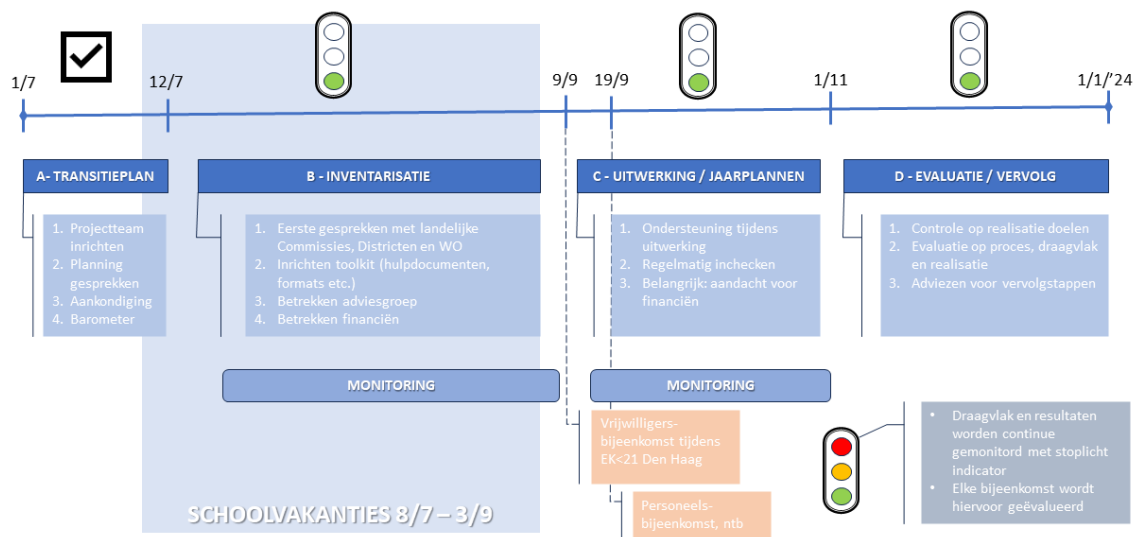 1/7
12/7
9/9
19/9
1/11
1/1/'24
A- TRANSITIEPLAN
1. Projectteam
inrichten
2. Planning
gesprekken
3. Aankondiging
4. Barometer
B - INVENTARISATIE
1. Eerste gesprekken met landelijke
Commissies, Districten en WO
2. Inrichten toolkit (hulpdocumenten,
formats etc.)
3. Betrekken adviesgroep
4. Betrekken financiën
C - UITWERKING / JAARPLANNEN
1. Ondersteuning tijdens
uitwerking
2. Regelmatig inchecken
3. Belangrijk: aandacht voor
financiën
D - EVALUATIE / VERVOLG
1. Controle op realisatie doelen
2. Evaluatie op proces, draagvlak
en realisatie
3. Adviezen voor vervolgstappen
MONITORING
MONITORING
Vrijwilligers-
bijeenkomst tijdens
EK<21 Den Haag
Personeels-
bijeenkomst, ntb
• Draagvlak en resultaten
worden continue
gemonitord met stoplicht
indicator
• Elke bijeenkomst wordt
hiervoor geëvalueerd
SCHOOLVAKANTIES 8/7 – 3/9